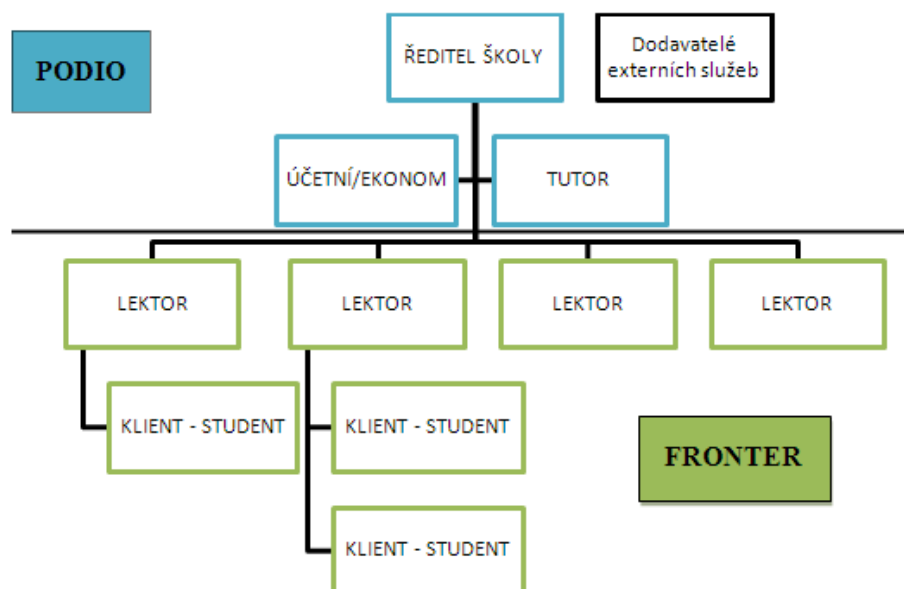 PODIO
ŘEDITEL ŠKOLY
Dodavatelé
externích služeb
ÚČETNÍ/EKONOM
TUTOR
LEKTOR
LEKTOR
LEKTOR
LEKTOR
KLIENT - STUDENT
KLIENT - STUDENT
FRONTER
KLIENT - STUDENT